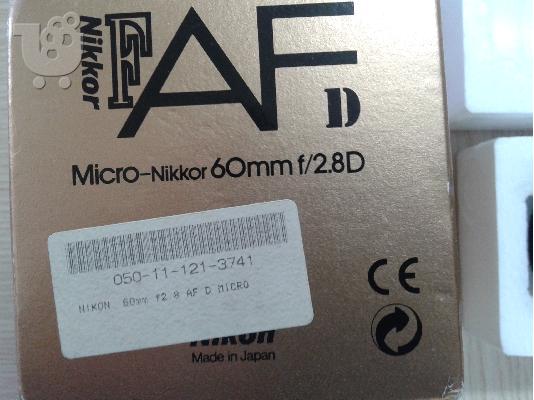 Nikkor
AF
D
Micro-Nikkor 60mm f/2.8D
050-11-121-3741
NIKON 60mm f2.8 AF D MICRO
CE
Nikon
Made in Japan